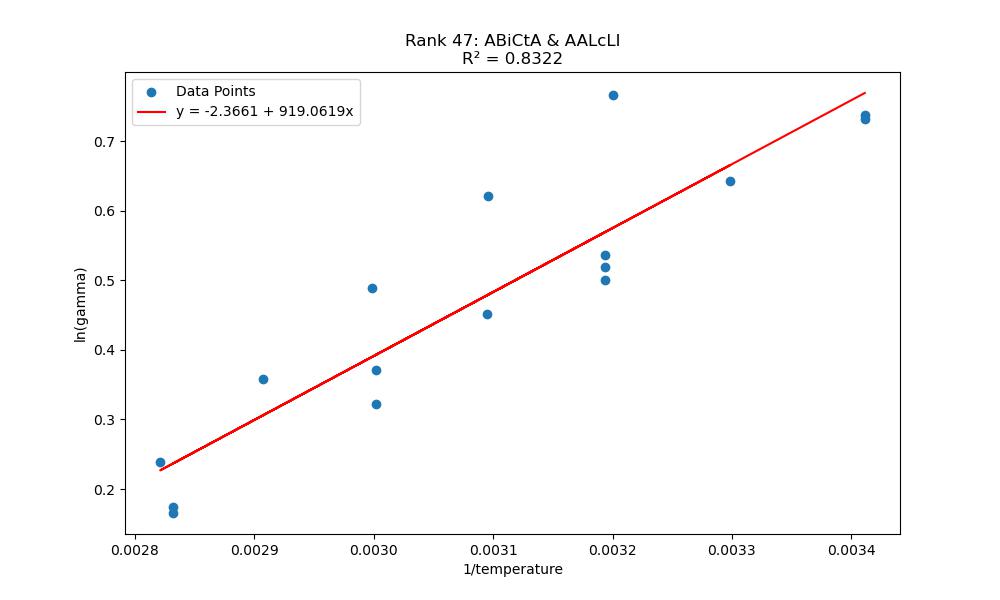 Rank 47: ABiCtA & AALcLI
R² = 0.8322
Data Points
y = -2.3661 + 919.0619x
ln(gamma)
0.7
0.6
0.5
0.4
0.3
0.2
0.0028 0.0029 0.0030 0.0031 0.0032 0.0033 0.0034
1/temperature